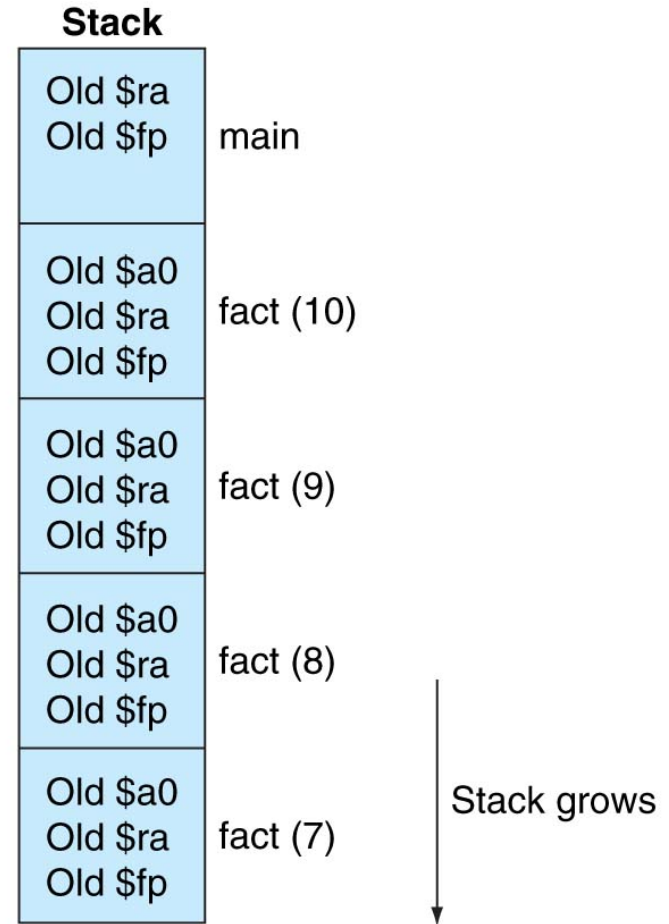 Stack
Old $ra
Old $fp
main
Old $a0
Old $ra
Old $fp
fact (10)
Old $a0
Old $ra
Old $fp
fact (9)
Old $a0
Old $ra
Old $fp
fact (8)
Old $a0
Old $ra
Old $fp
fact (7)
Stack grows